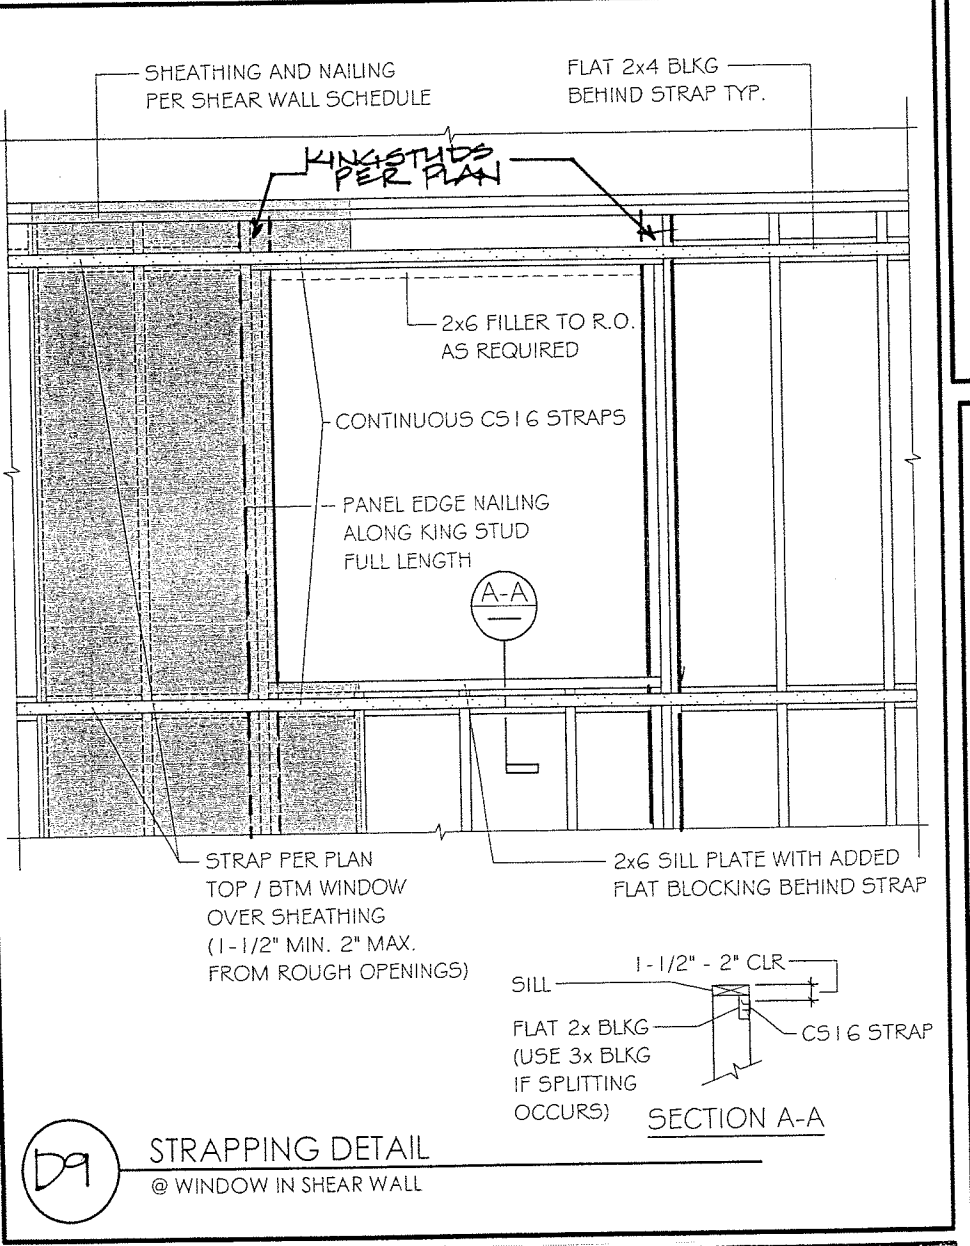 SHEATHING AND NAILING
PER SHEAR WALL SCHEDULE
FLAT 2x4 BLKG
BEHIND STRAP TYP.
KING STUDS
PER PLAN
2x6 FILLER TO R.O.
AS REQUIRED
CONTINUOUS CS16 STRAPS
PANEL EDGE NAILING
ALONG KING STUD
FULL LENGTH
A-A
STRAP PER PLAN
TOP / BTM WINDOW
OVER SHEATHING
(1-1/2" MIN. 2" MAX.
FROM ROUGH OPENINGS)
2x6 SILL PLATE WITH ADDED
FLAT BLOCKING BEHIND STRAP
1-1/2" - 2" CLR
SILL
FLAT 2x BLKG
(USE 3x BLKG
IF SPLITTING
OCCURS)
CS16 STRAP
SECTION A-A
D9
STRAPPING DETAIL
@ WINDOW IN SHEAR WALL